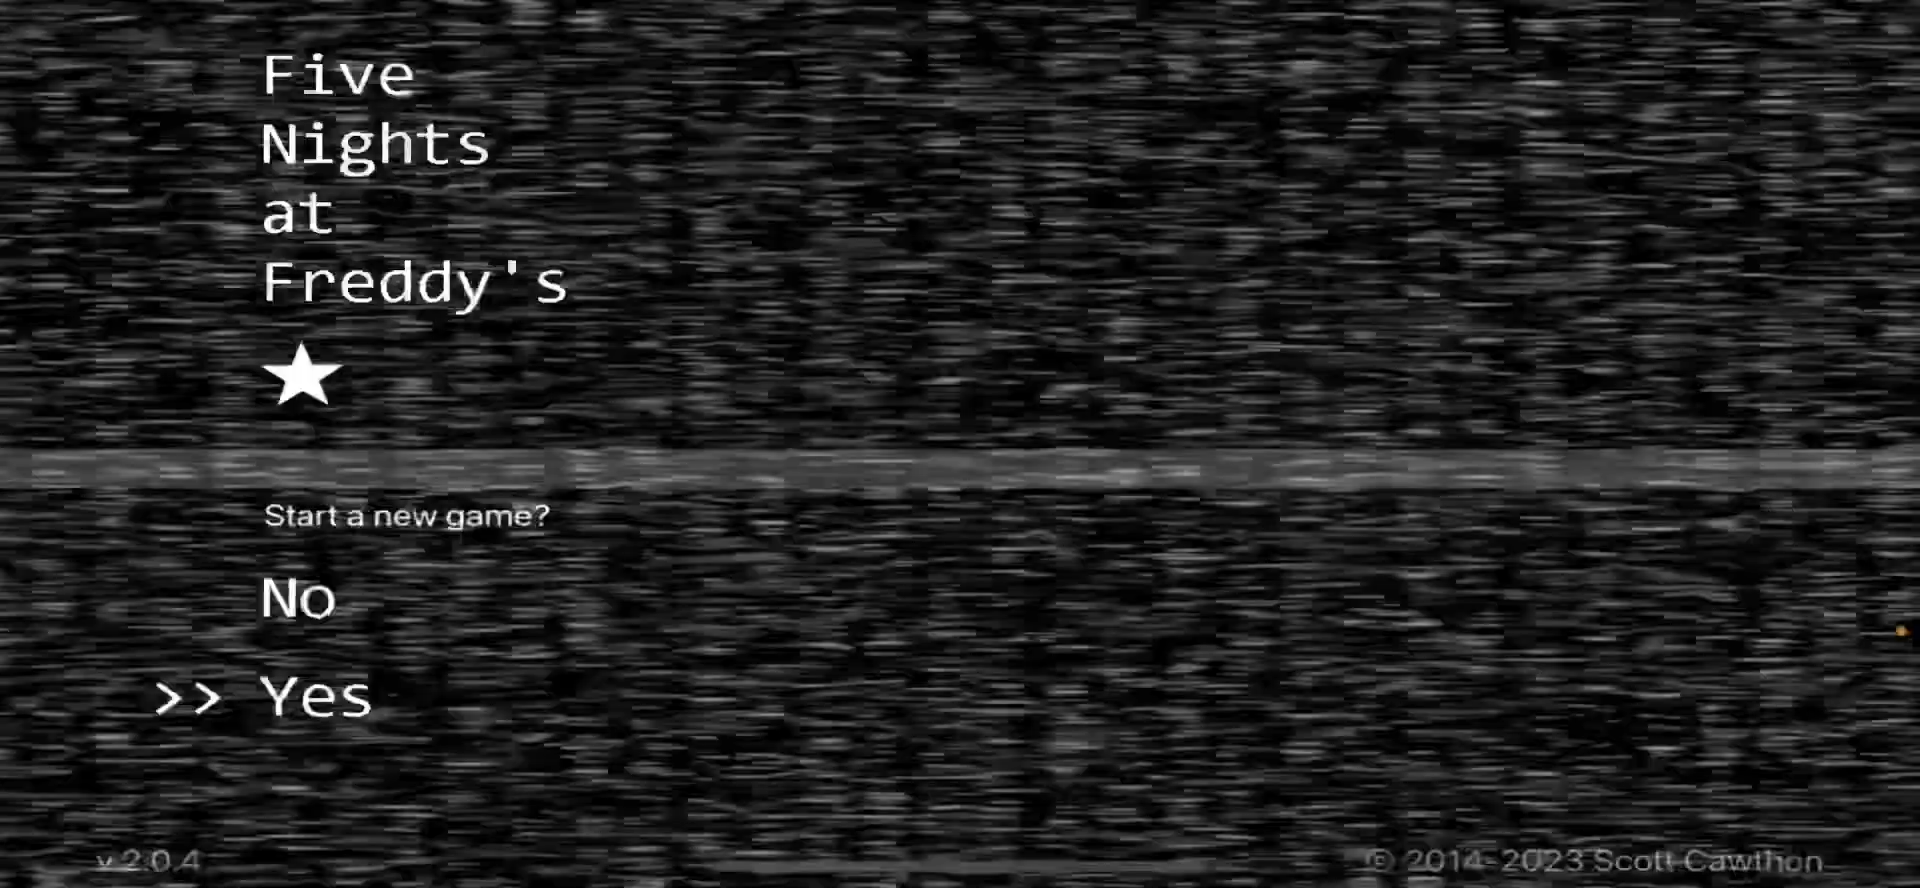 Five
Nights
at
Freddy's
Start a new game?
No
>> Yes
v 2.0.4
© 2014-2023 Scott Cawthon